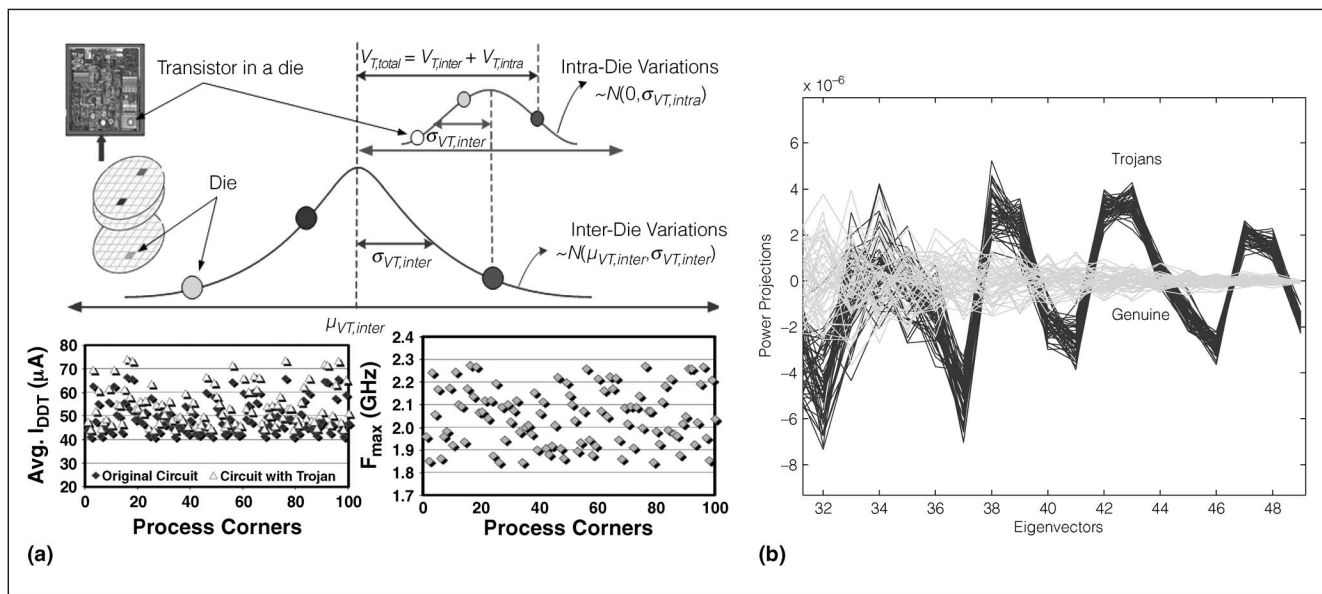 Transistor in a die
V_T,total = V_T,inter + V_T,intra
Intra-Die Variations
~N(0,σ_VT,intra)
σ_VT,inter
Die
Inter-Die Variations
~N(μ_VT,inter,σ_VT,inter)
σ_VT,inter
μ_VT,inter
Avg. I_DDT (μA)
80
70
60
50
40
30
20
Original Circuit
Circuit with Trojan
0 20 40 60 80 100
Process Corners
F_max (GHz)
2.4
2.3
2.2
2.1
2.0
1.9
1.8
1.7
0 20 40 60 80 100
Process Corners
(a)
× 10⁻⁶
Power Projections
6
4
2
0
−2
−4
−6
−8
Trojans
Genuine
32 34 36 38 40 42 44 46 48
Eigenvectors
(b)